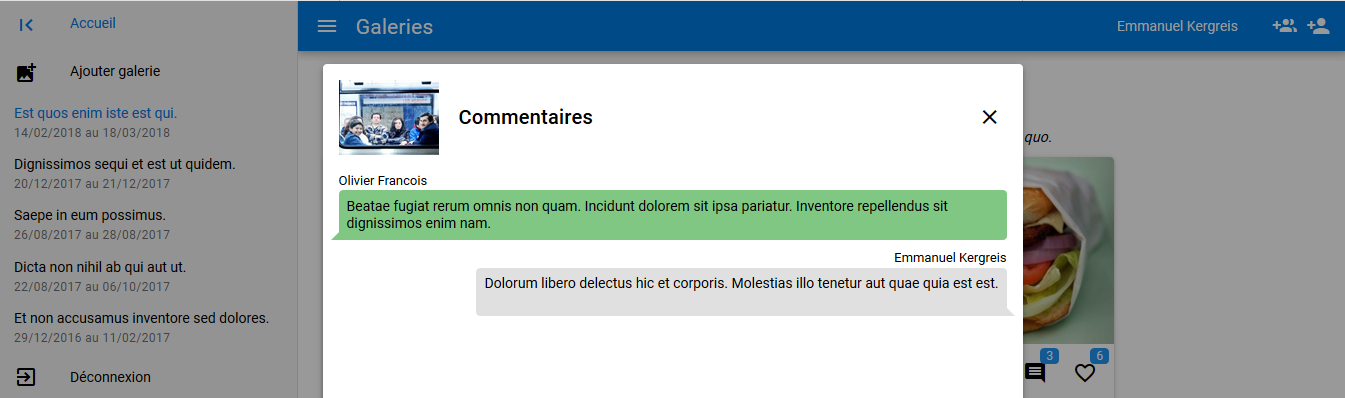 Accueil
Galeries
Emmanuel Kergreis
Ajouter galerie
Est quos enim iste est qui.
14/02/2018 au 18/03/2018
Dignissimos sequi et est ut quidem.
20/12/2017 au 21/12/2017
Saepe in eum possimus.
26/08/2017 au 28/08/2017
Dicta non nihil ab qui aut ut.
22/08/2017 au 06/10/2017
Et non accusamus inventore sed dolores.
29/12/2016 au 11/02/2017
Déconnexion
Commentaires
Olivier Francois
Beatae fugiat rerum omnis non quam. Incidunt dolorem sit ipsa pariatur. Inventore repellendus sit
dignissimos enim nam.
Emmanuel Kergreis
Dolorum libero delectus hic et corporis. Molestias illo tenetur aut quae quia est est.
quo.
3
6